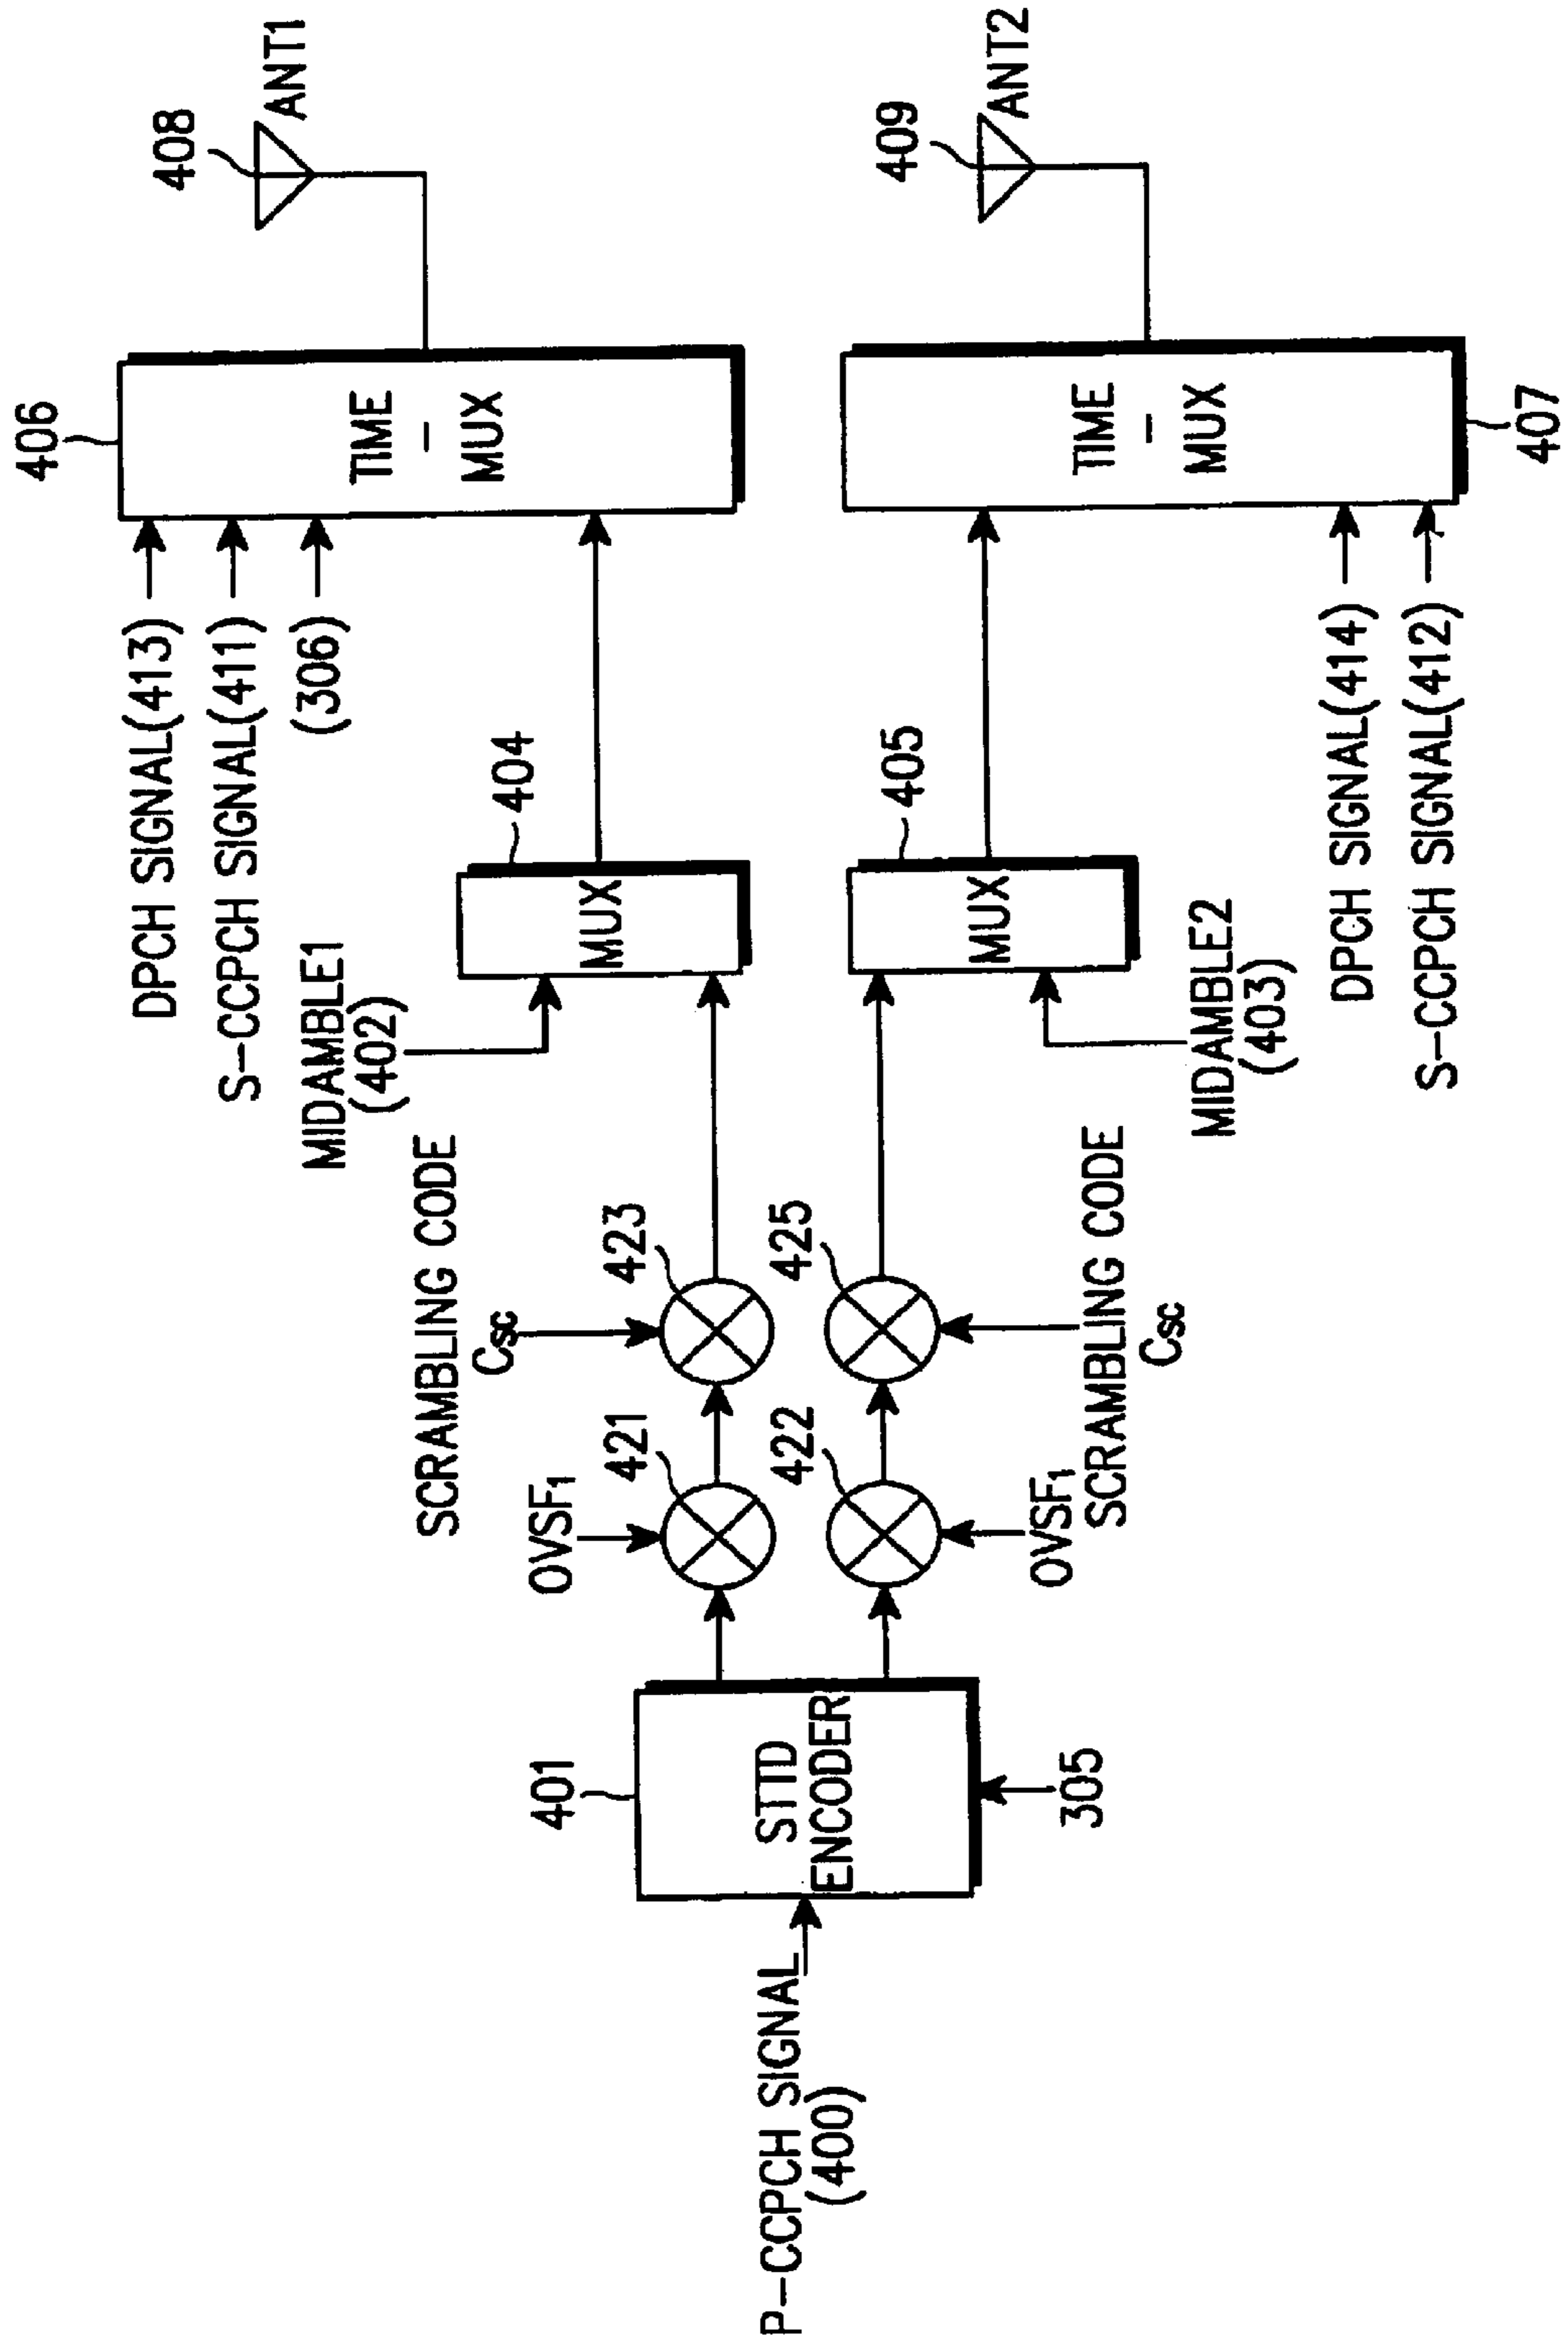 P-CCPCH SIGNAL
(400)
401
STTD
ENCODER
305
OVSF1
421
422
OVSF1
SCRAMBLING CODE
Csc
423
425
SCRAMBLING CODE
Csc
MIDAMBLE1
(402)
404
MUX
405
MUX
MIDAMBLE2
(403)
DPCH SIGNAL(413)
S-CCPCH SIGNAL(411)
(306)
DPCH SIGNAL(414)
S-CCPCH SIGNAL(412)
406
TIME
-
MUX
TIME
-
MUX
407
408
ANT1
409
ANT2